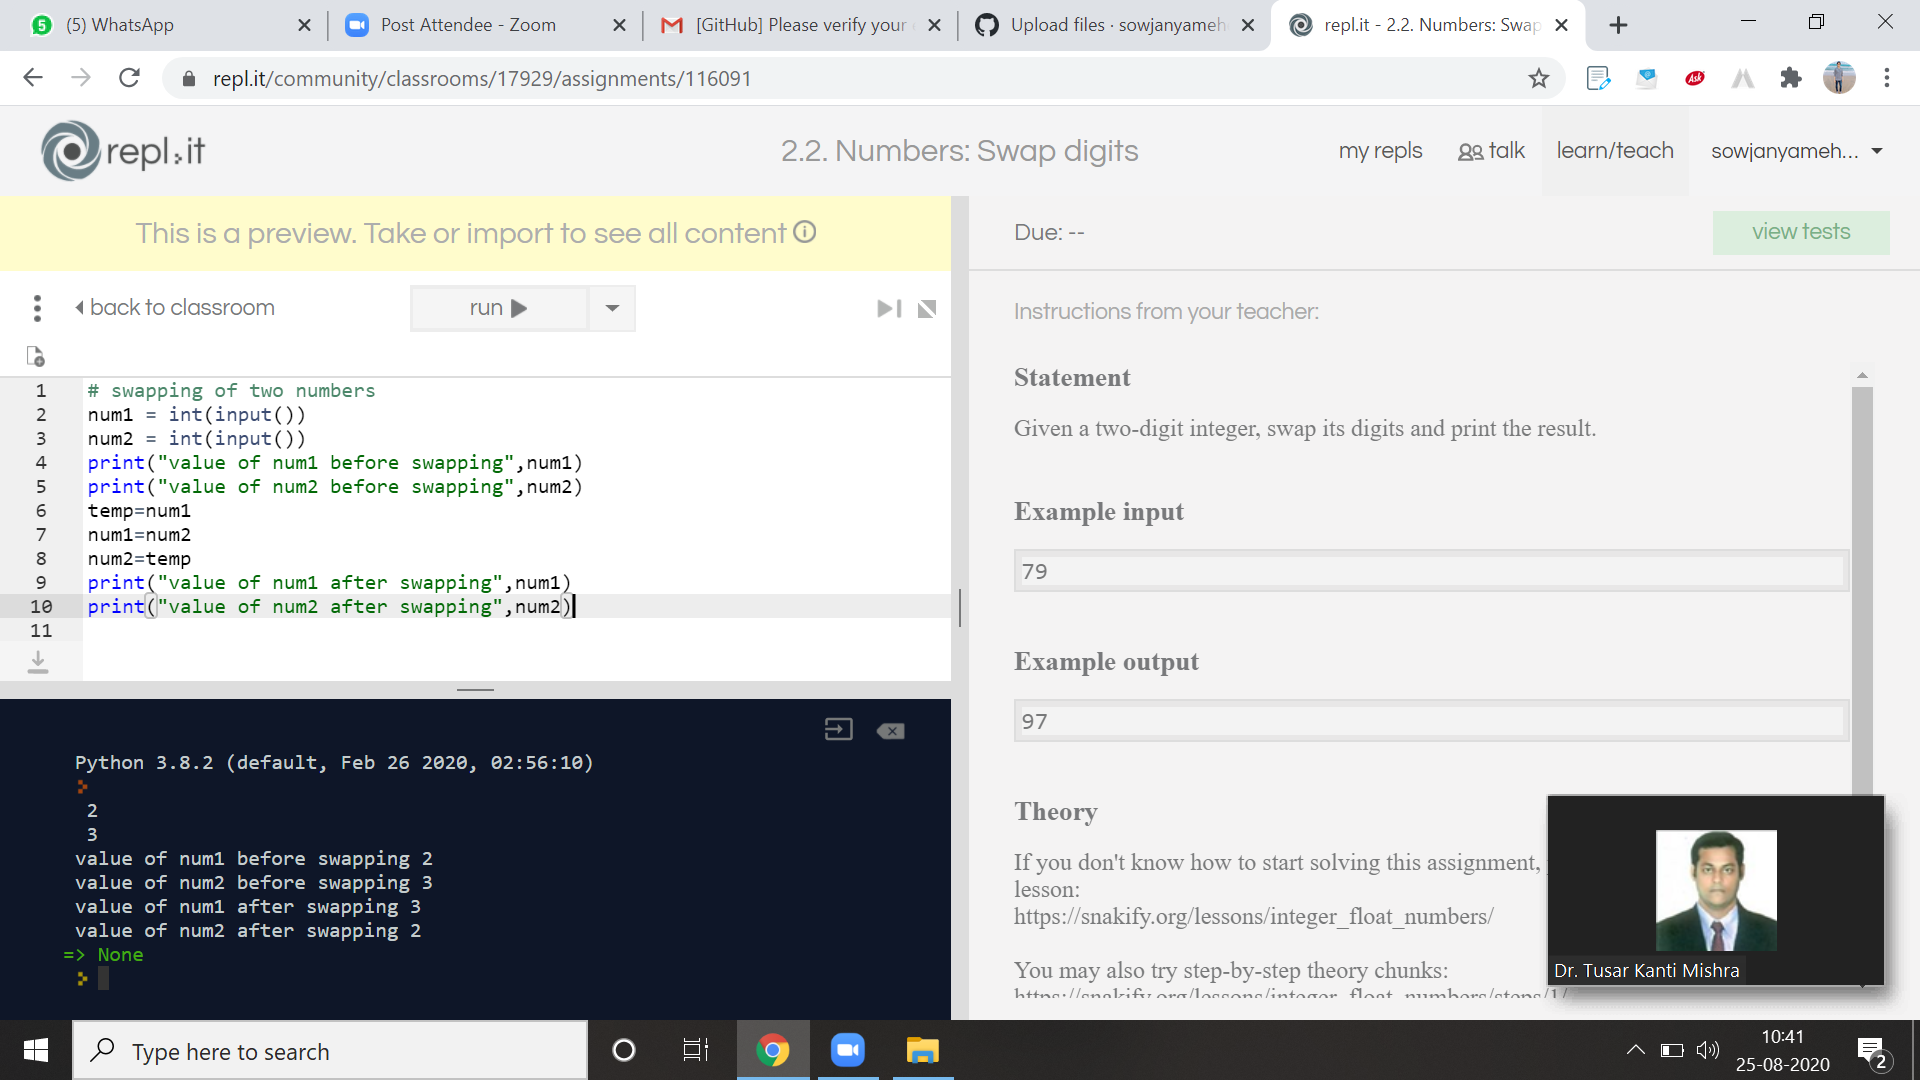 (5) WhatsApp
Post Attendee - Zoom
[GitHub] Please verify your
Upload files · sowjanyameh
repl.it - 2.2. Numbers: Swap
repl.it/community/classrooms/17929/assignments/116091
repl.it
2.2. Numbers: Swap digits
my repls
talk
learn/teach
sowjanyameh...
This is a preview. Take or import to see all content
Due: --
view tests
back to classroom
run
Instructions from your teacher:
1 # swapping of two numbers
2 num1 = int(input())
3 num2 = int(input())
4 print("value of num1 before swapping",num1)
5 print("value of num2 before swapping",num2)
6 temp=num1
7 num1=num2
8 num2=temp
9 print("value of num1 after swapping",num1)
10 print("value of num2 after swapping",num2)
11
Python 3.8.2 (default, Feb 26 2020, 02:56:10)
2
3
value of num1 before swapping 2
value of num2 before swapping 3
value of num1 after swapping 3
value of num2 after swapping 2
=> None
Statement
Given a two-digit integer, swap its digits and print the result.
Example input
79
Example output
97
Theory
If you don't know how to start solving this assignment,
lesson:
https://snakify.org/lessons/integer_float_numbers/
You may also try step-by-step theory chunks:
https://snakify.org/lessons/integer_float_numbers/steps/1/
Dr. Tusar Kanti Mishra
Type here to search
10:41
25-08-2020
2